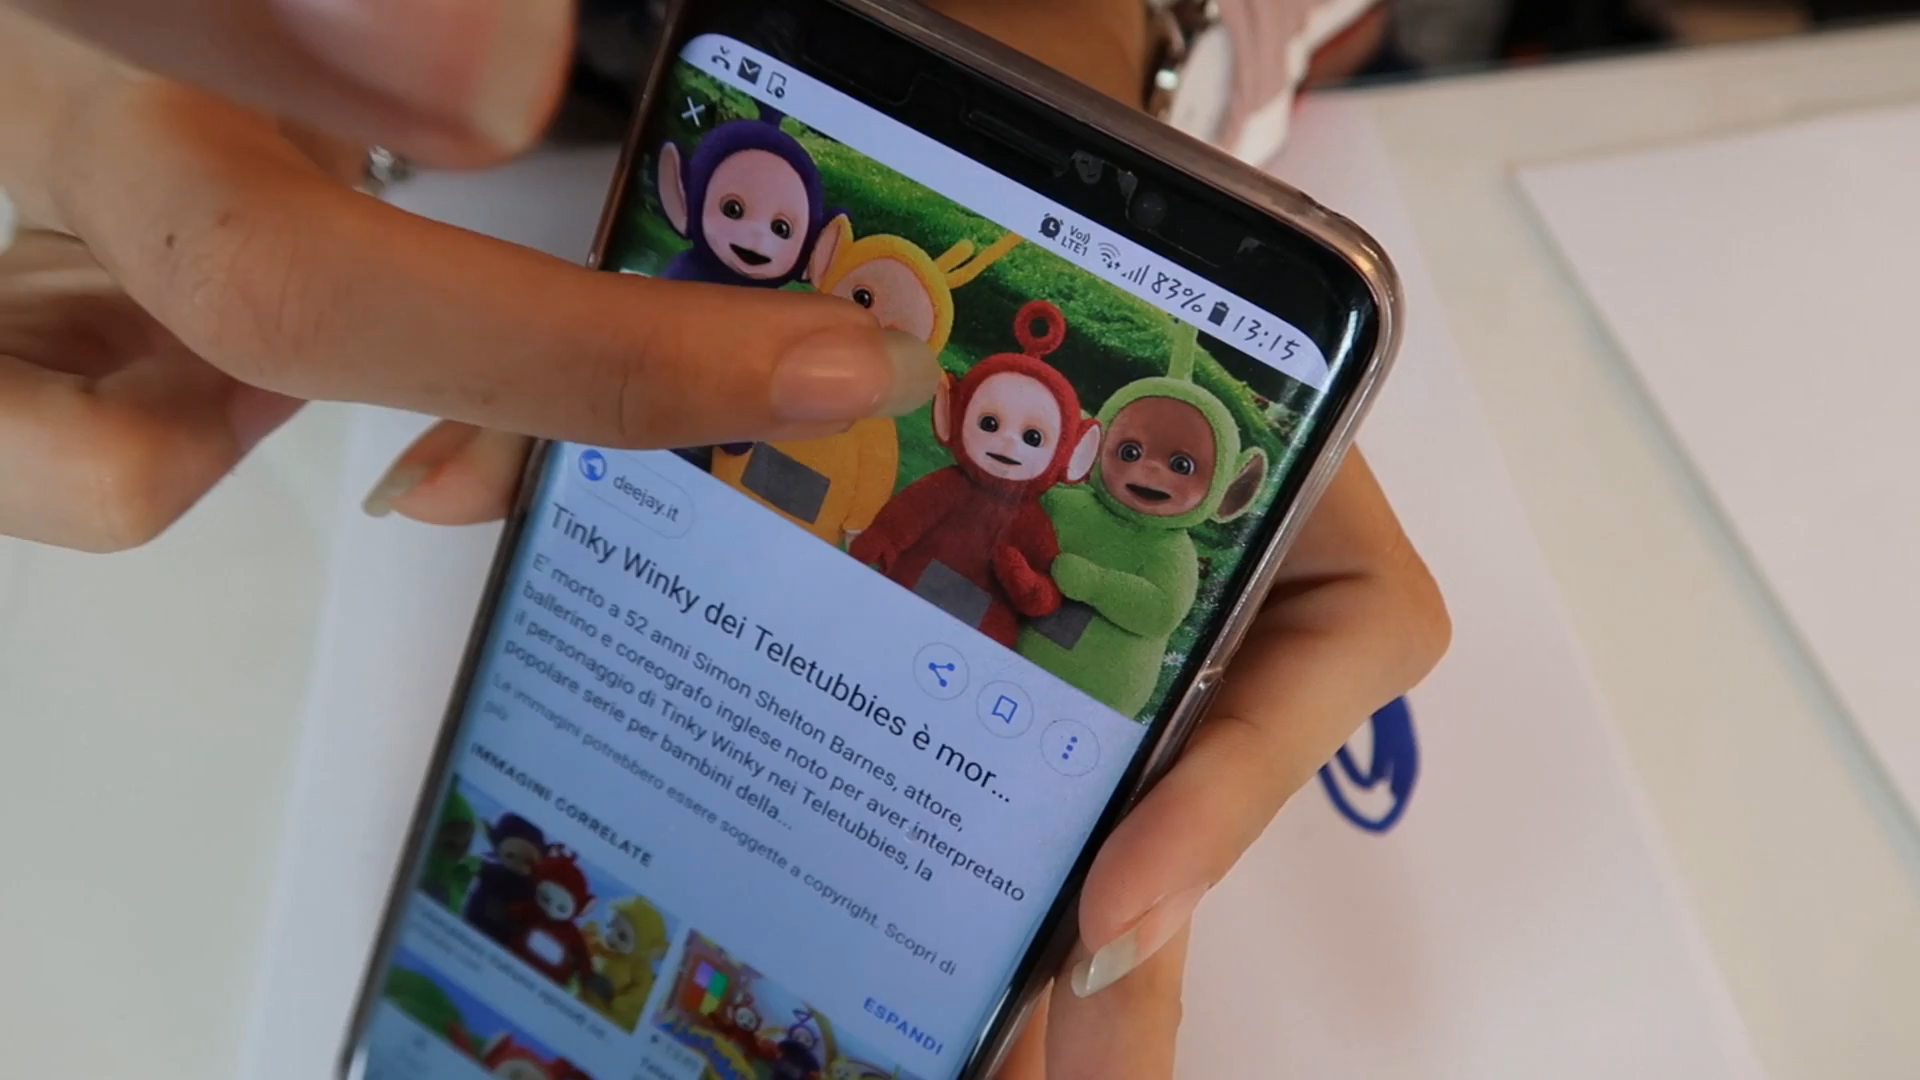 Vo))
LTE1
83%
13:15
deejay.it
Tinky Winky dei Teletubbies è mor...
E' morto a 52 anni Simon Shelton Barnes, attore,
ballerino e coreografo inglese noto per aver interpretato
il personaggio di Tinky Winky nei Teletubbies, la
popolare serie per bambini della...
Le immagini potrebbero essere soggette a copyright. Scopri di
più
ESPANDI
IMMAGINI CORRELATE